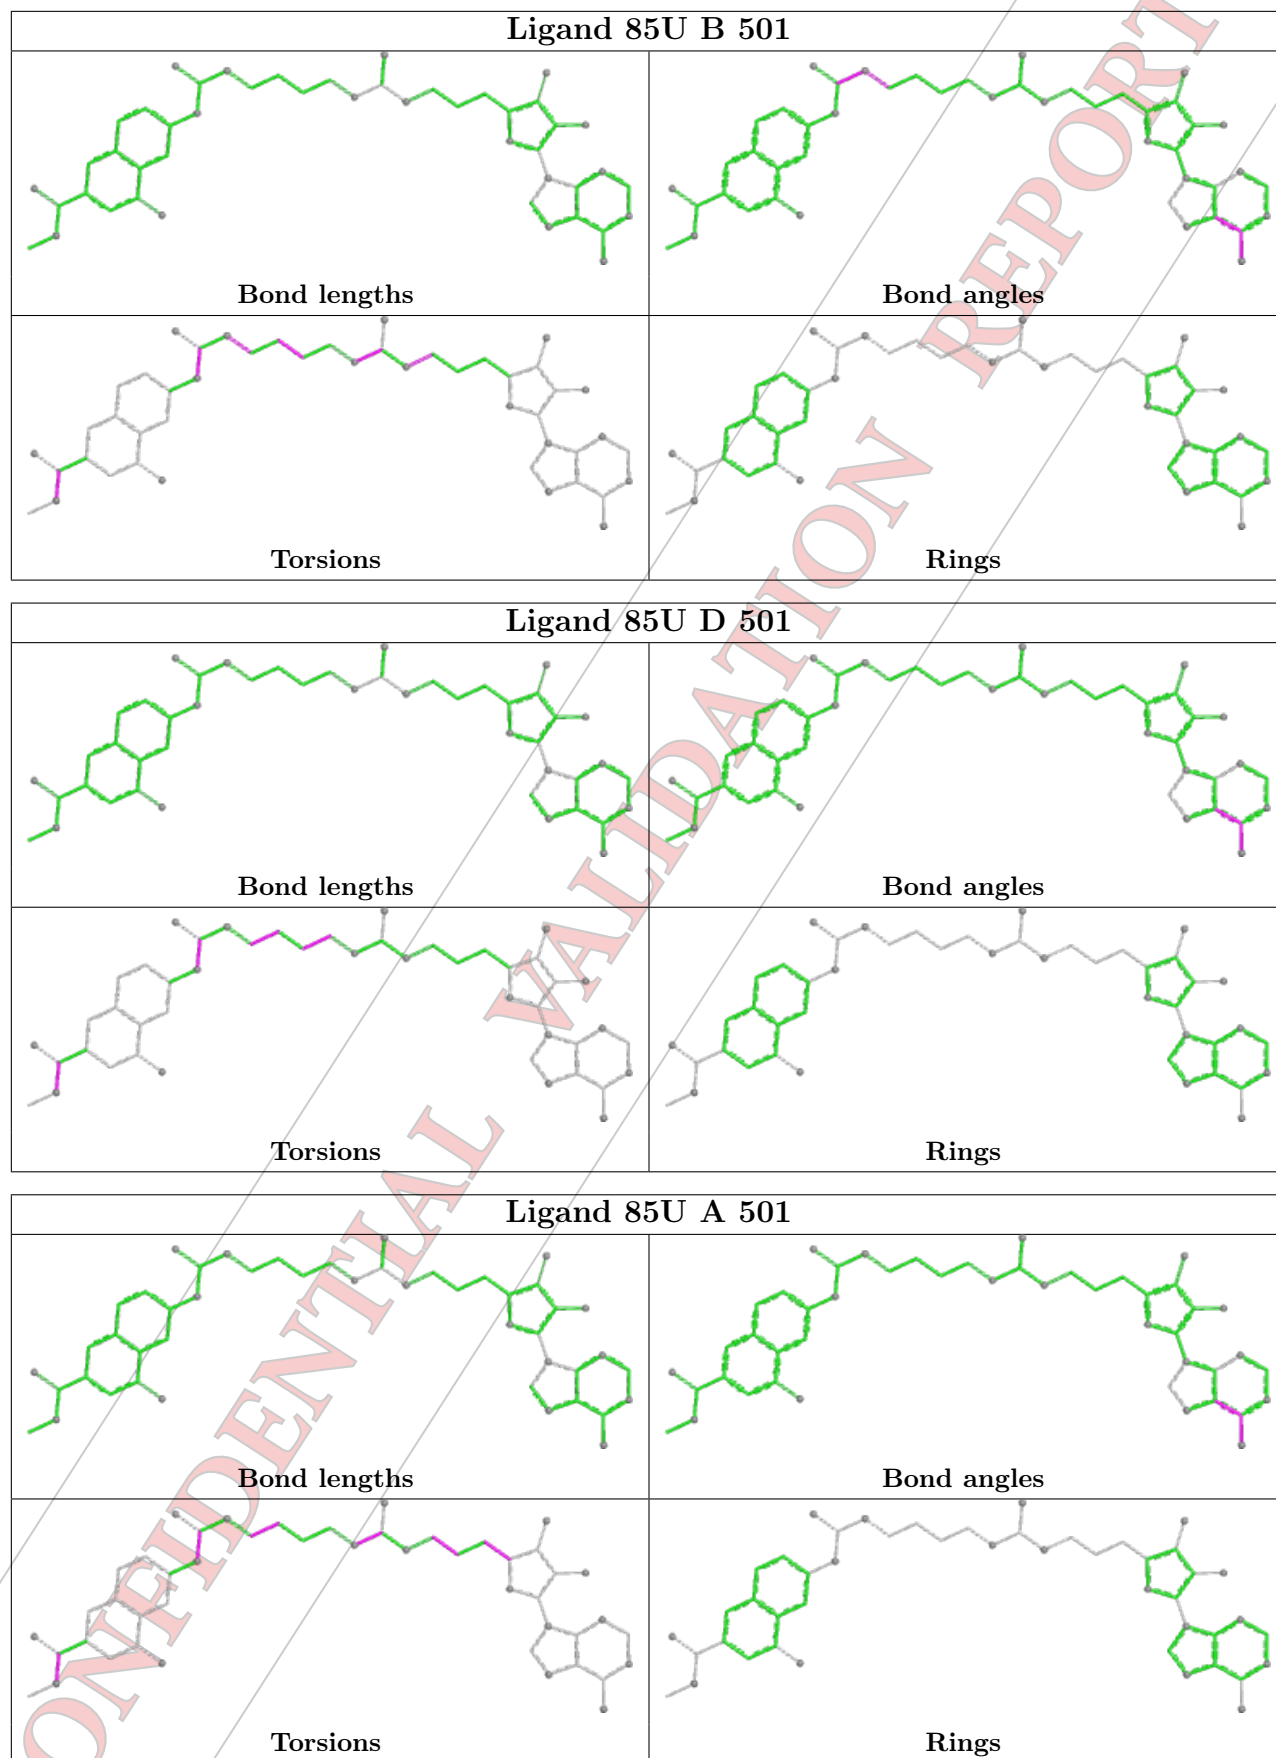 Ligand 85U B 501
Bond lengths
Bond angles
Torsions
Rings
Ligand 85U D 501
Bond lengths
Bond angles
Torsions
Rings
Ligand 85U A 501
Bond lengths
Bond angles
Torsions
Rings
ONFIDENTIAL VALIDATION REPORT